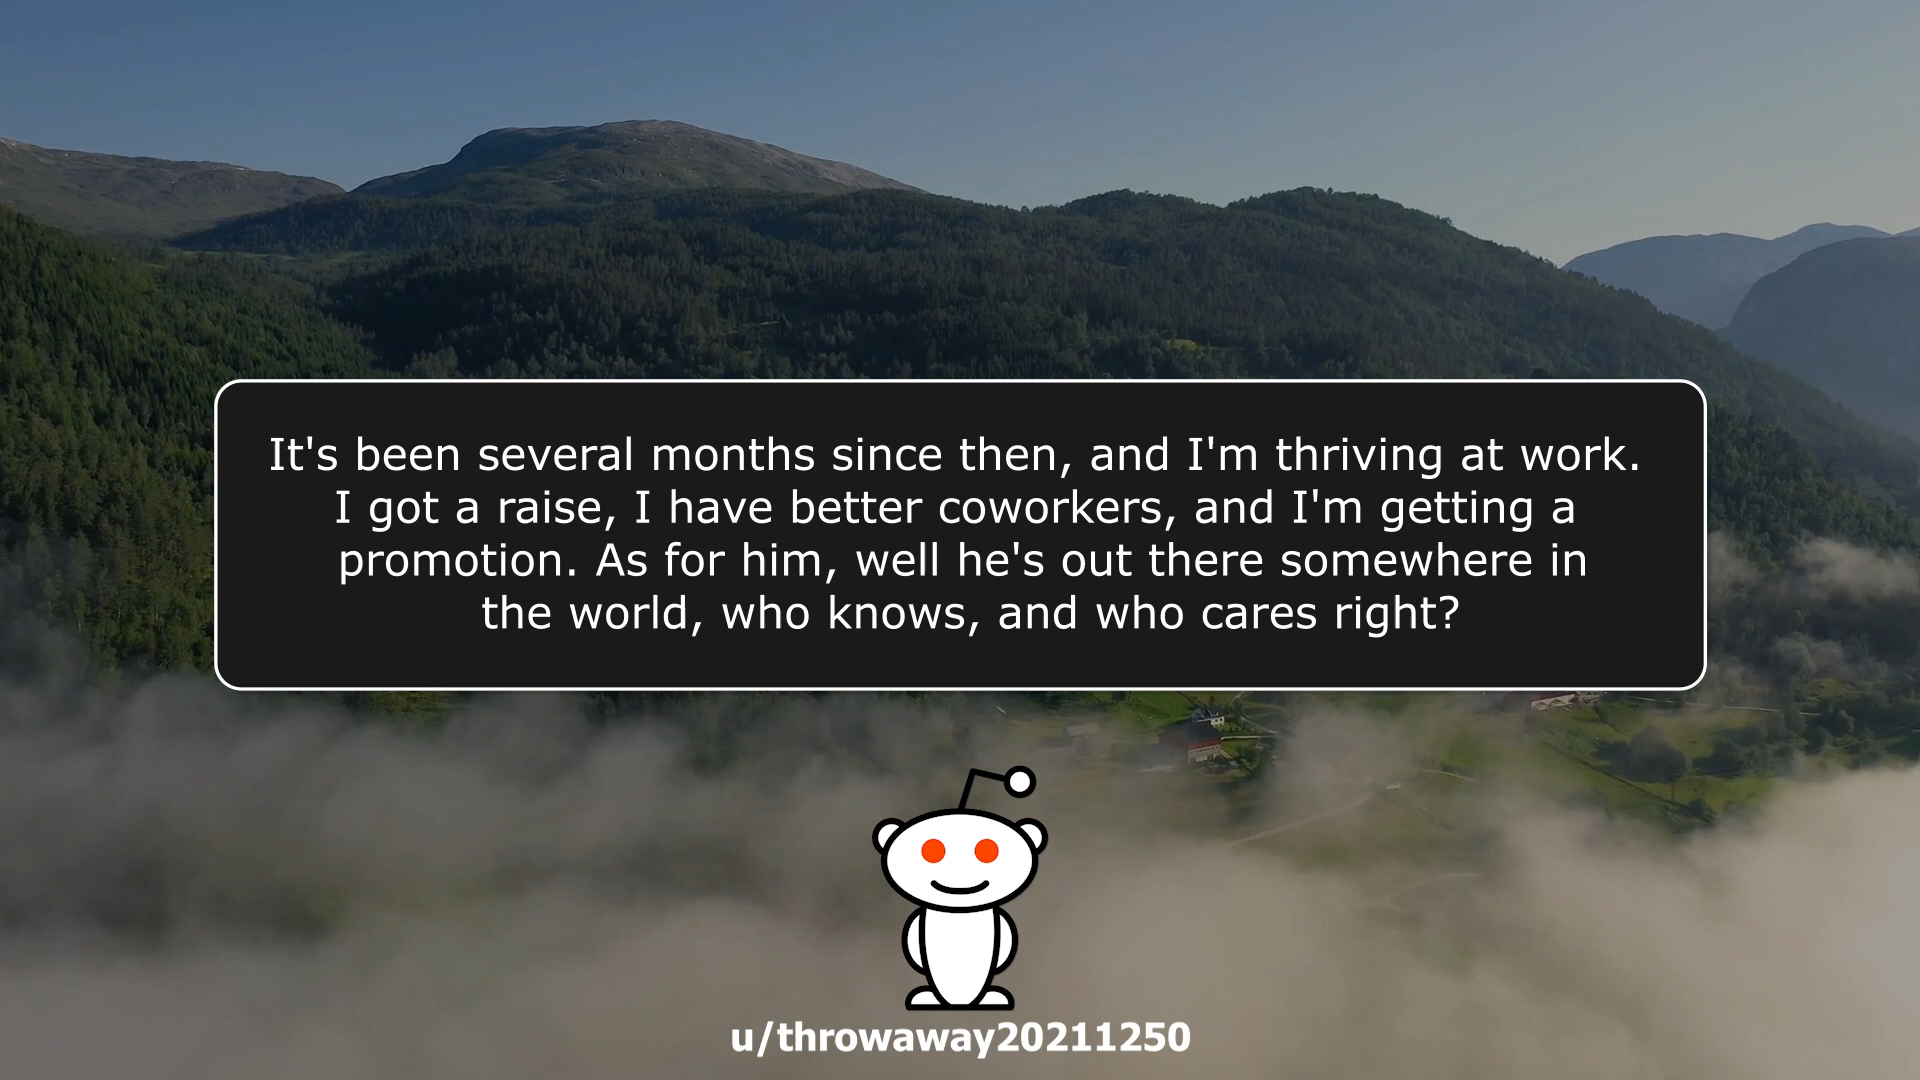 It's been several months since then, and I'm thriving at work.
I got a raise, I have better coworkers, and I'm getting a
promotion. As for him, well he's out there somewhere in
the world, who knows, and who cares right?
u/throwaway20211250